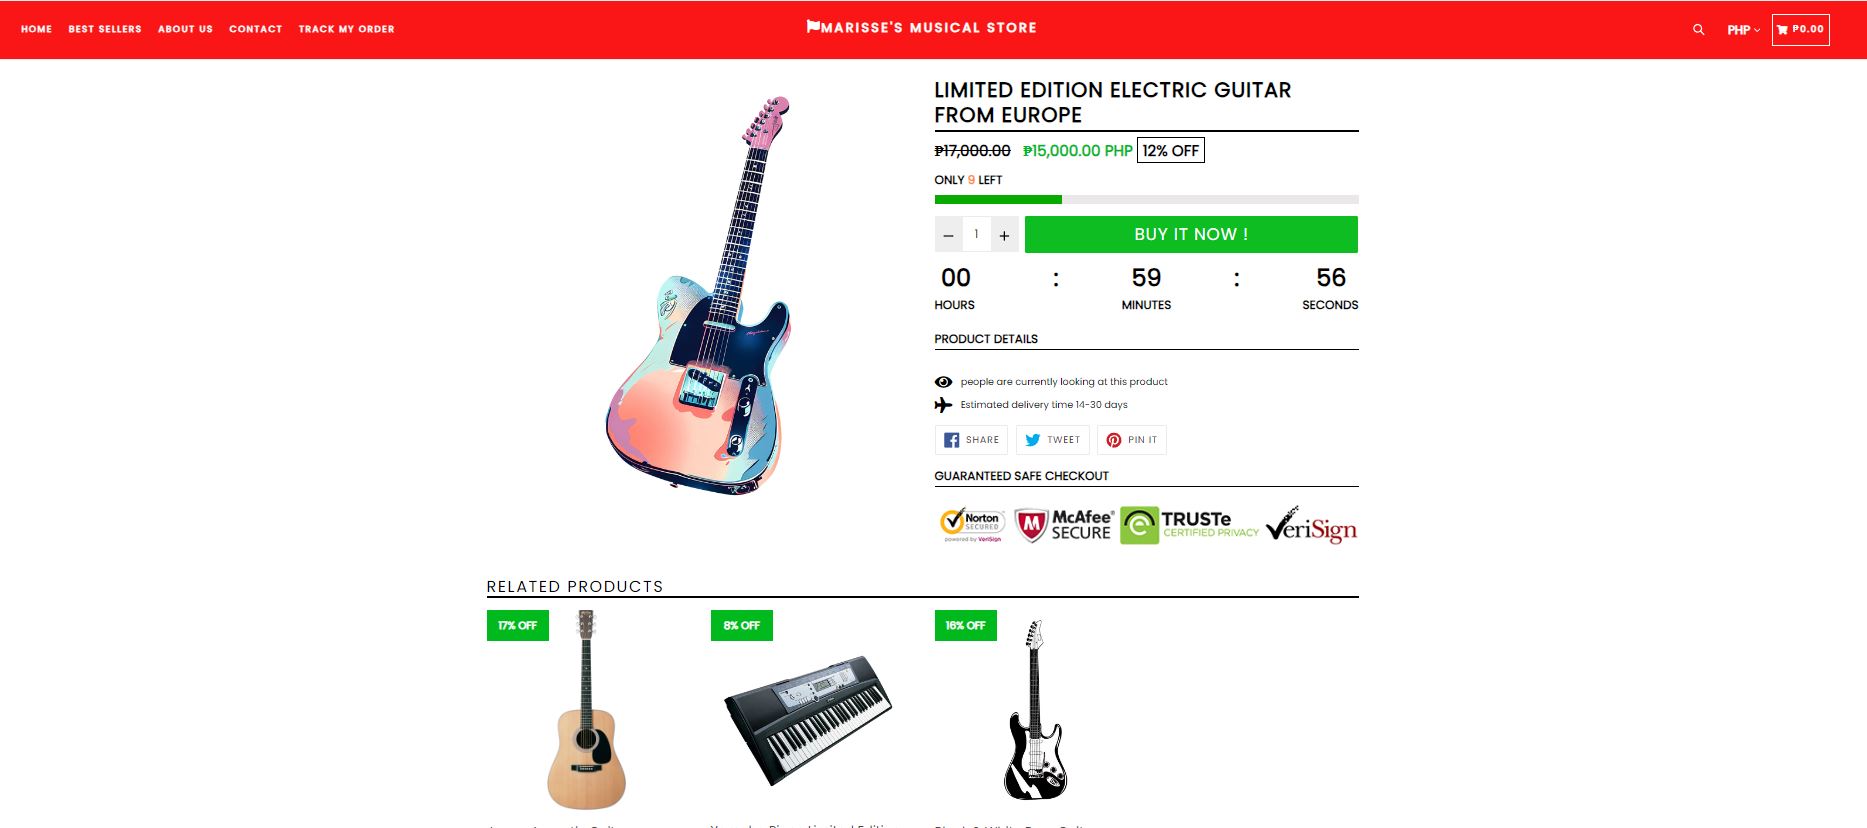 HOME BEST SELLERS ABOUT US CONTACT TRACK MY ORDER
MARISSE'S MUSICAL STORE
PHP ₱0.00
LIMITED EDITION ELECTRIC GUITAR
FROM EUROPE
₱17,000.00 ₱15,000.00 PHP 12% OFF
ONLY 9 LEFT
− 1 + BUY IT NOW !
00 : 59 : 56
HOURS MINUTES SECONDS
PRODUCT DETAILS
people are currently looking at this product
Estimated delivery time 14-30 days
SHARE TWEET PIN IT
GUARANTEED SAFE CHECKOUT
Norton SECURED powered by VeriSign
McAfee SECURE
TRUSTe CERTIFIED PRIVACY
VeriSign
RELATED PRODUCTS
17% OFF 8% OFF 16% OFF